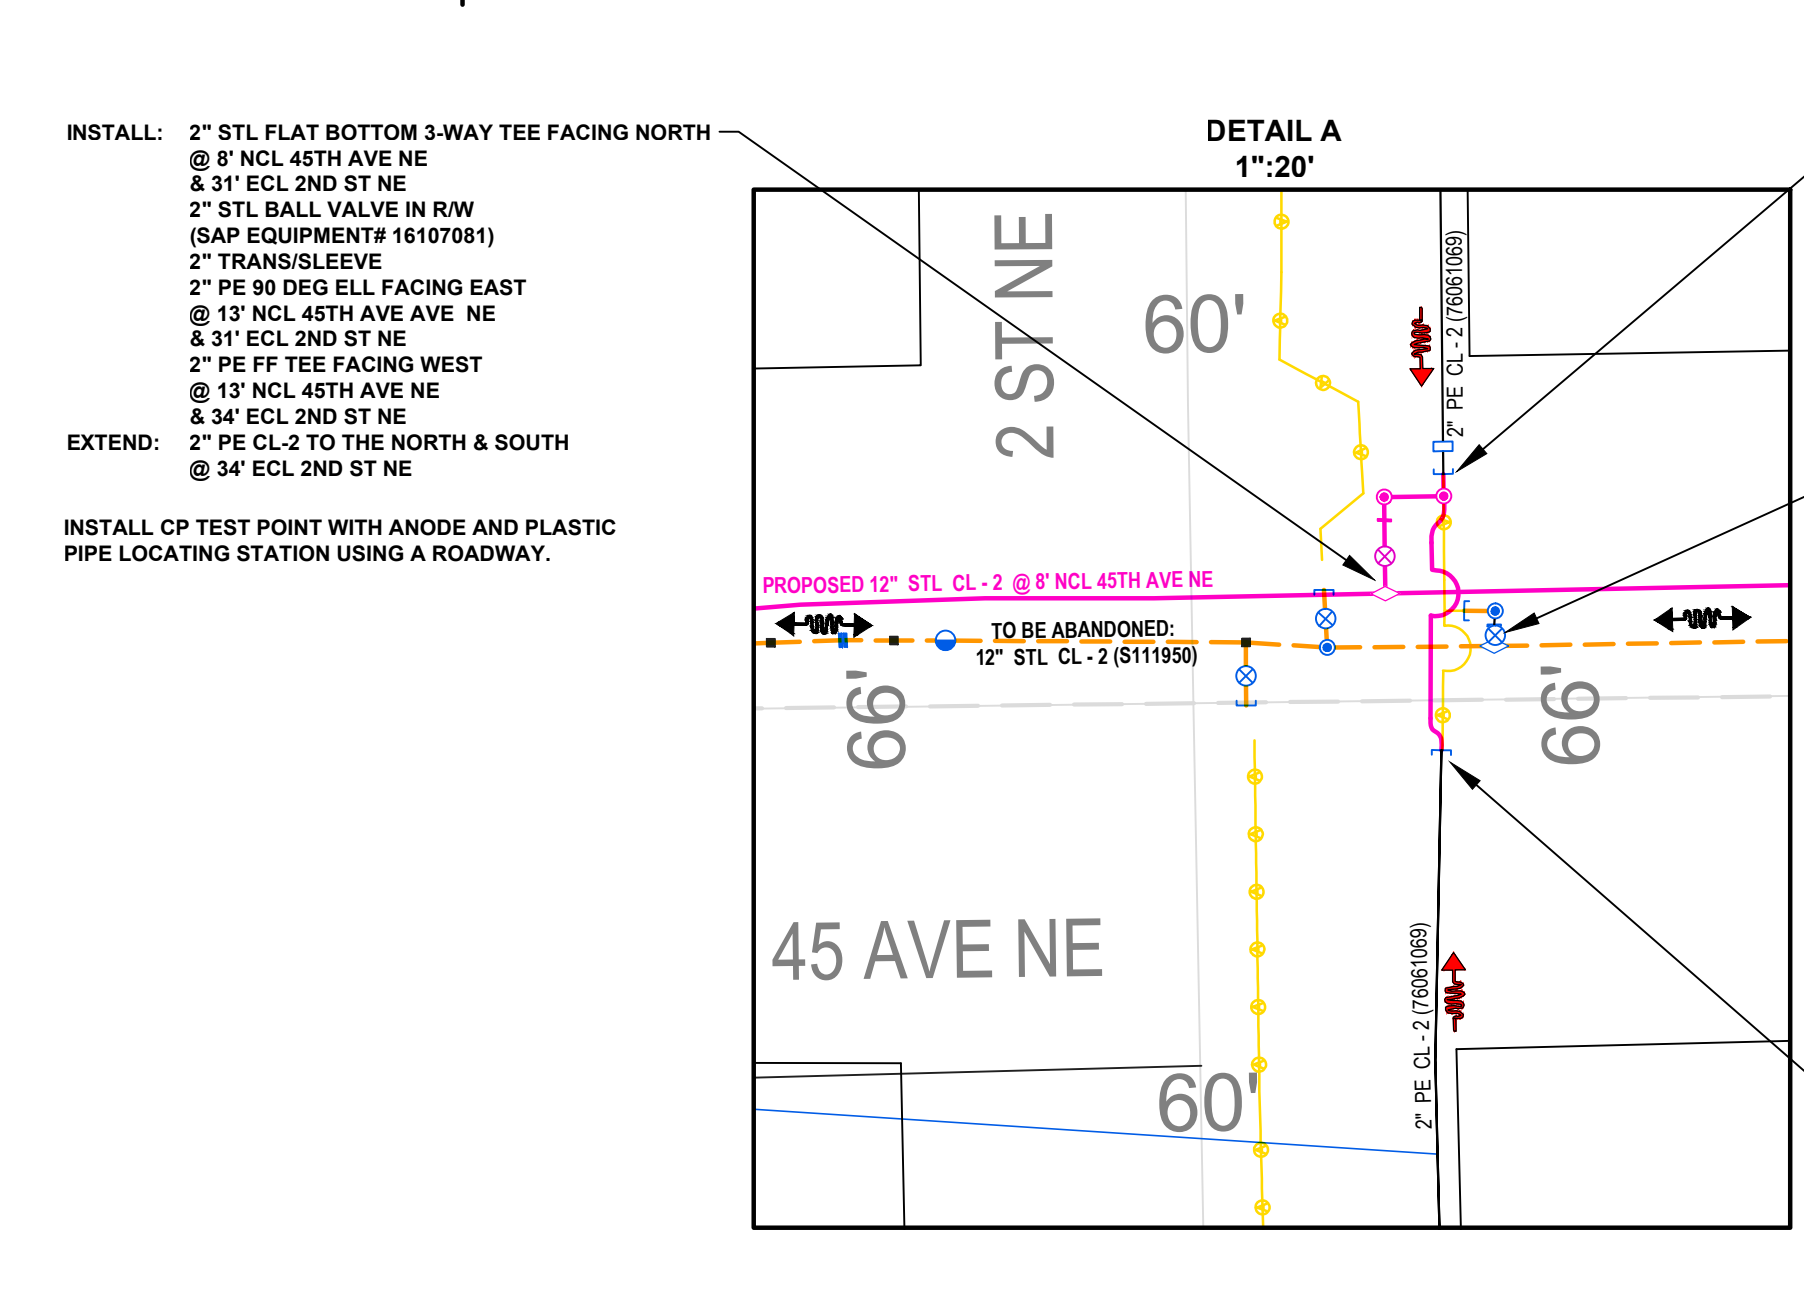 INSTALL: 2" STL FLAT BOTTOM 3-WAY TEE FACING NORTH
@ 8' NCL 45TH AVE NE
& 31' ECL 2ND ST NE
2" STL BALL VALVE IN R/W
(SAP EQUIPMENT# 16107081)
2" TRANS/SLEEVE
2" PE 90 DEG ELL FACING EAST
@ 13' NCL 45TH AVE AVE NE
& 31' ECL 2ND ST NE
2" PE FF TEE FACING WEST
@ 13' NCL 45TH AVE NE
& 34' ECL 2ND ST NE
EXTEND: 2" PE CL-2 TO THE NORTH & SOUTH
@ 34' ECL 2ND ST NE
INSTALL CP TEST POINT WITH ANODE AND PLASTIC
PIPE LOCATING STATION USING A ROADWAY.
DETAIL A
1":20'
2 ST NE
60'
2" PE CL - 2 (76061069)
PROPOSED 12" STL CL - 2 @ 8' NCL 45TH AVE NE
TO BE ABANDONED:
12" STL CL - 2 (S111950)
66'
66'
45 AVE NE
2" PE CL - 2 (76061069)
60'